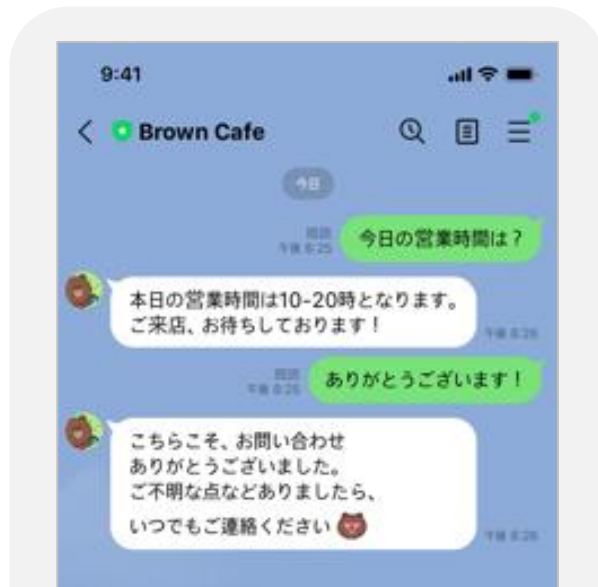 9:41
Brown Cafe
今日
今日の営業時間は?
本日の営業時間は10-20時となります。
ご来店、お待ちしております!
ありがとうございます!
こちらこそ、お問い合わせ
ありがとうございました。
ご不明な点などありましたら、
いつでもご連絡ください